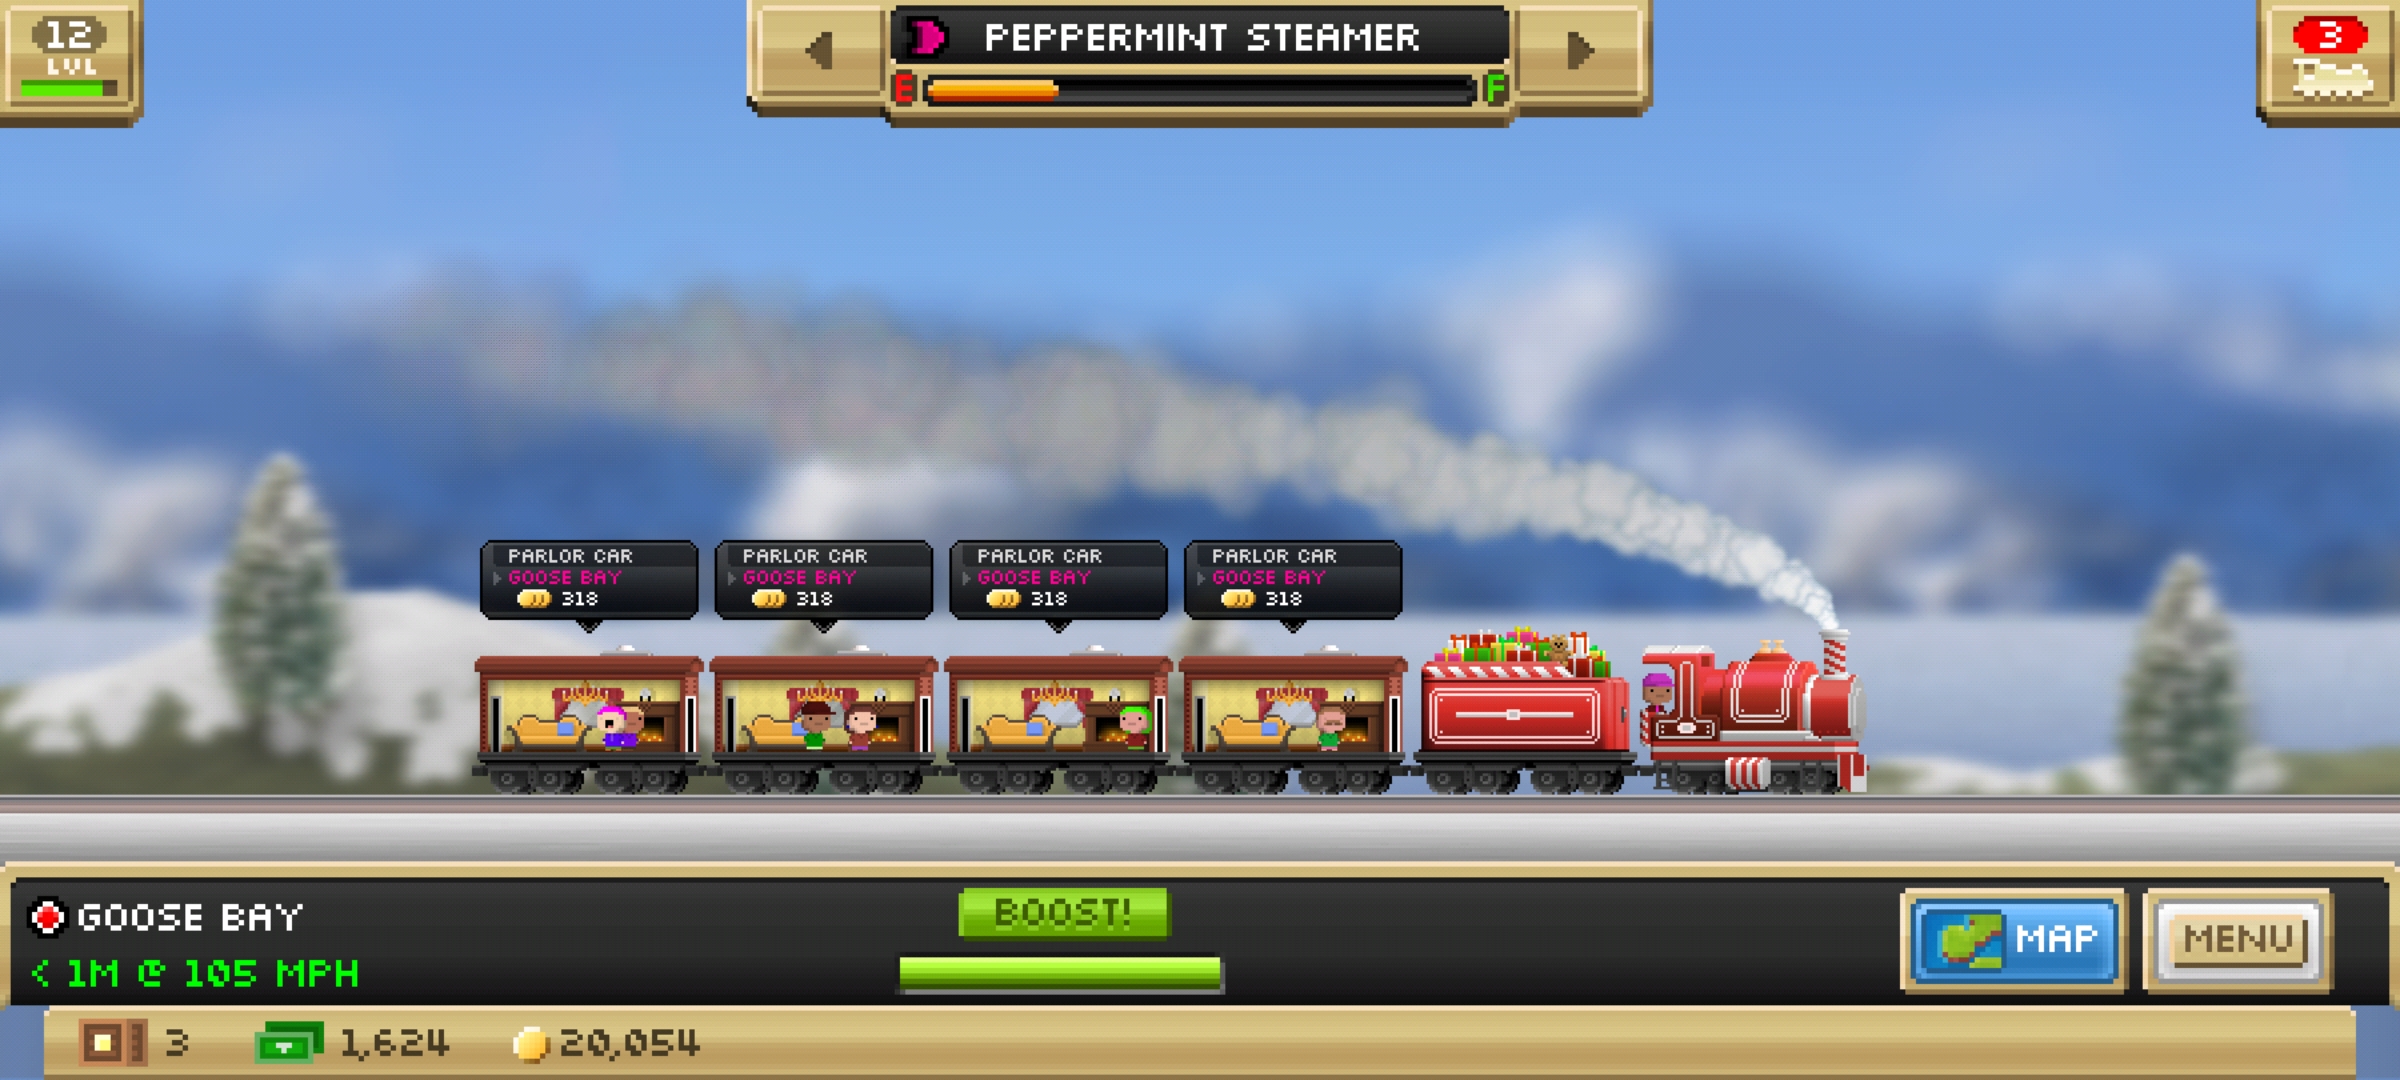 12
LVL
PEPPERMINT STEAMER
E
F
3
PARLOR CAR
GOOSE BAY
318
PARLOR CAR
GOOSE BAY
318
PARLOR CAR
GOOSE BAY
318
PARLOR CAR
GOOSE BAY
318
GOOSE BAY
< 1M @ 105 MPH
BOOST!
MAP
MENU
3
1,624
20,054